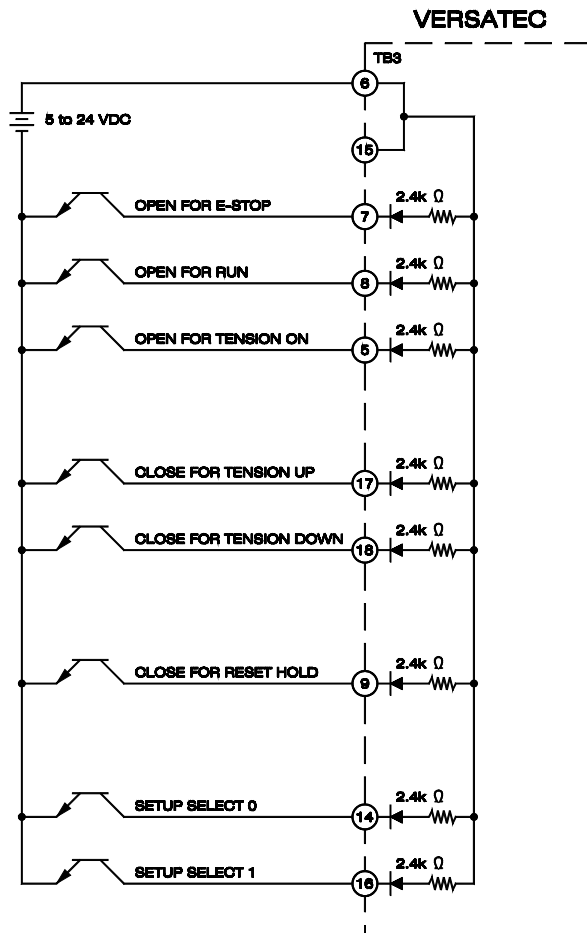 VERSATEC
TB3
6
5 to 24 VDC
15
OPEN FOR E-STOP 7 2.4k Ω
OPEN FOR RUN 8 2.4k Ω
OPEN FOR TENSION ON 5 2.4k Ω
CLOSE FOR TENSION UP 17 2.4k Ω
CLOSE FOR TENSION DOWN 18 2.4k Ω
CLOSE FOR RESET HOLD 9 2.4k Ω
SETUP SELECT 0 14 2.4k Ω
SETUP SELECT 1 16 2.4k Ω